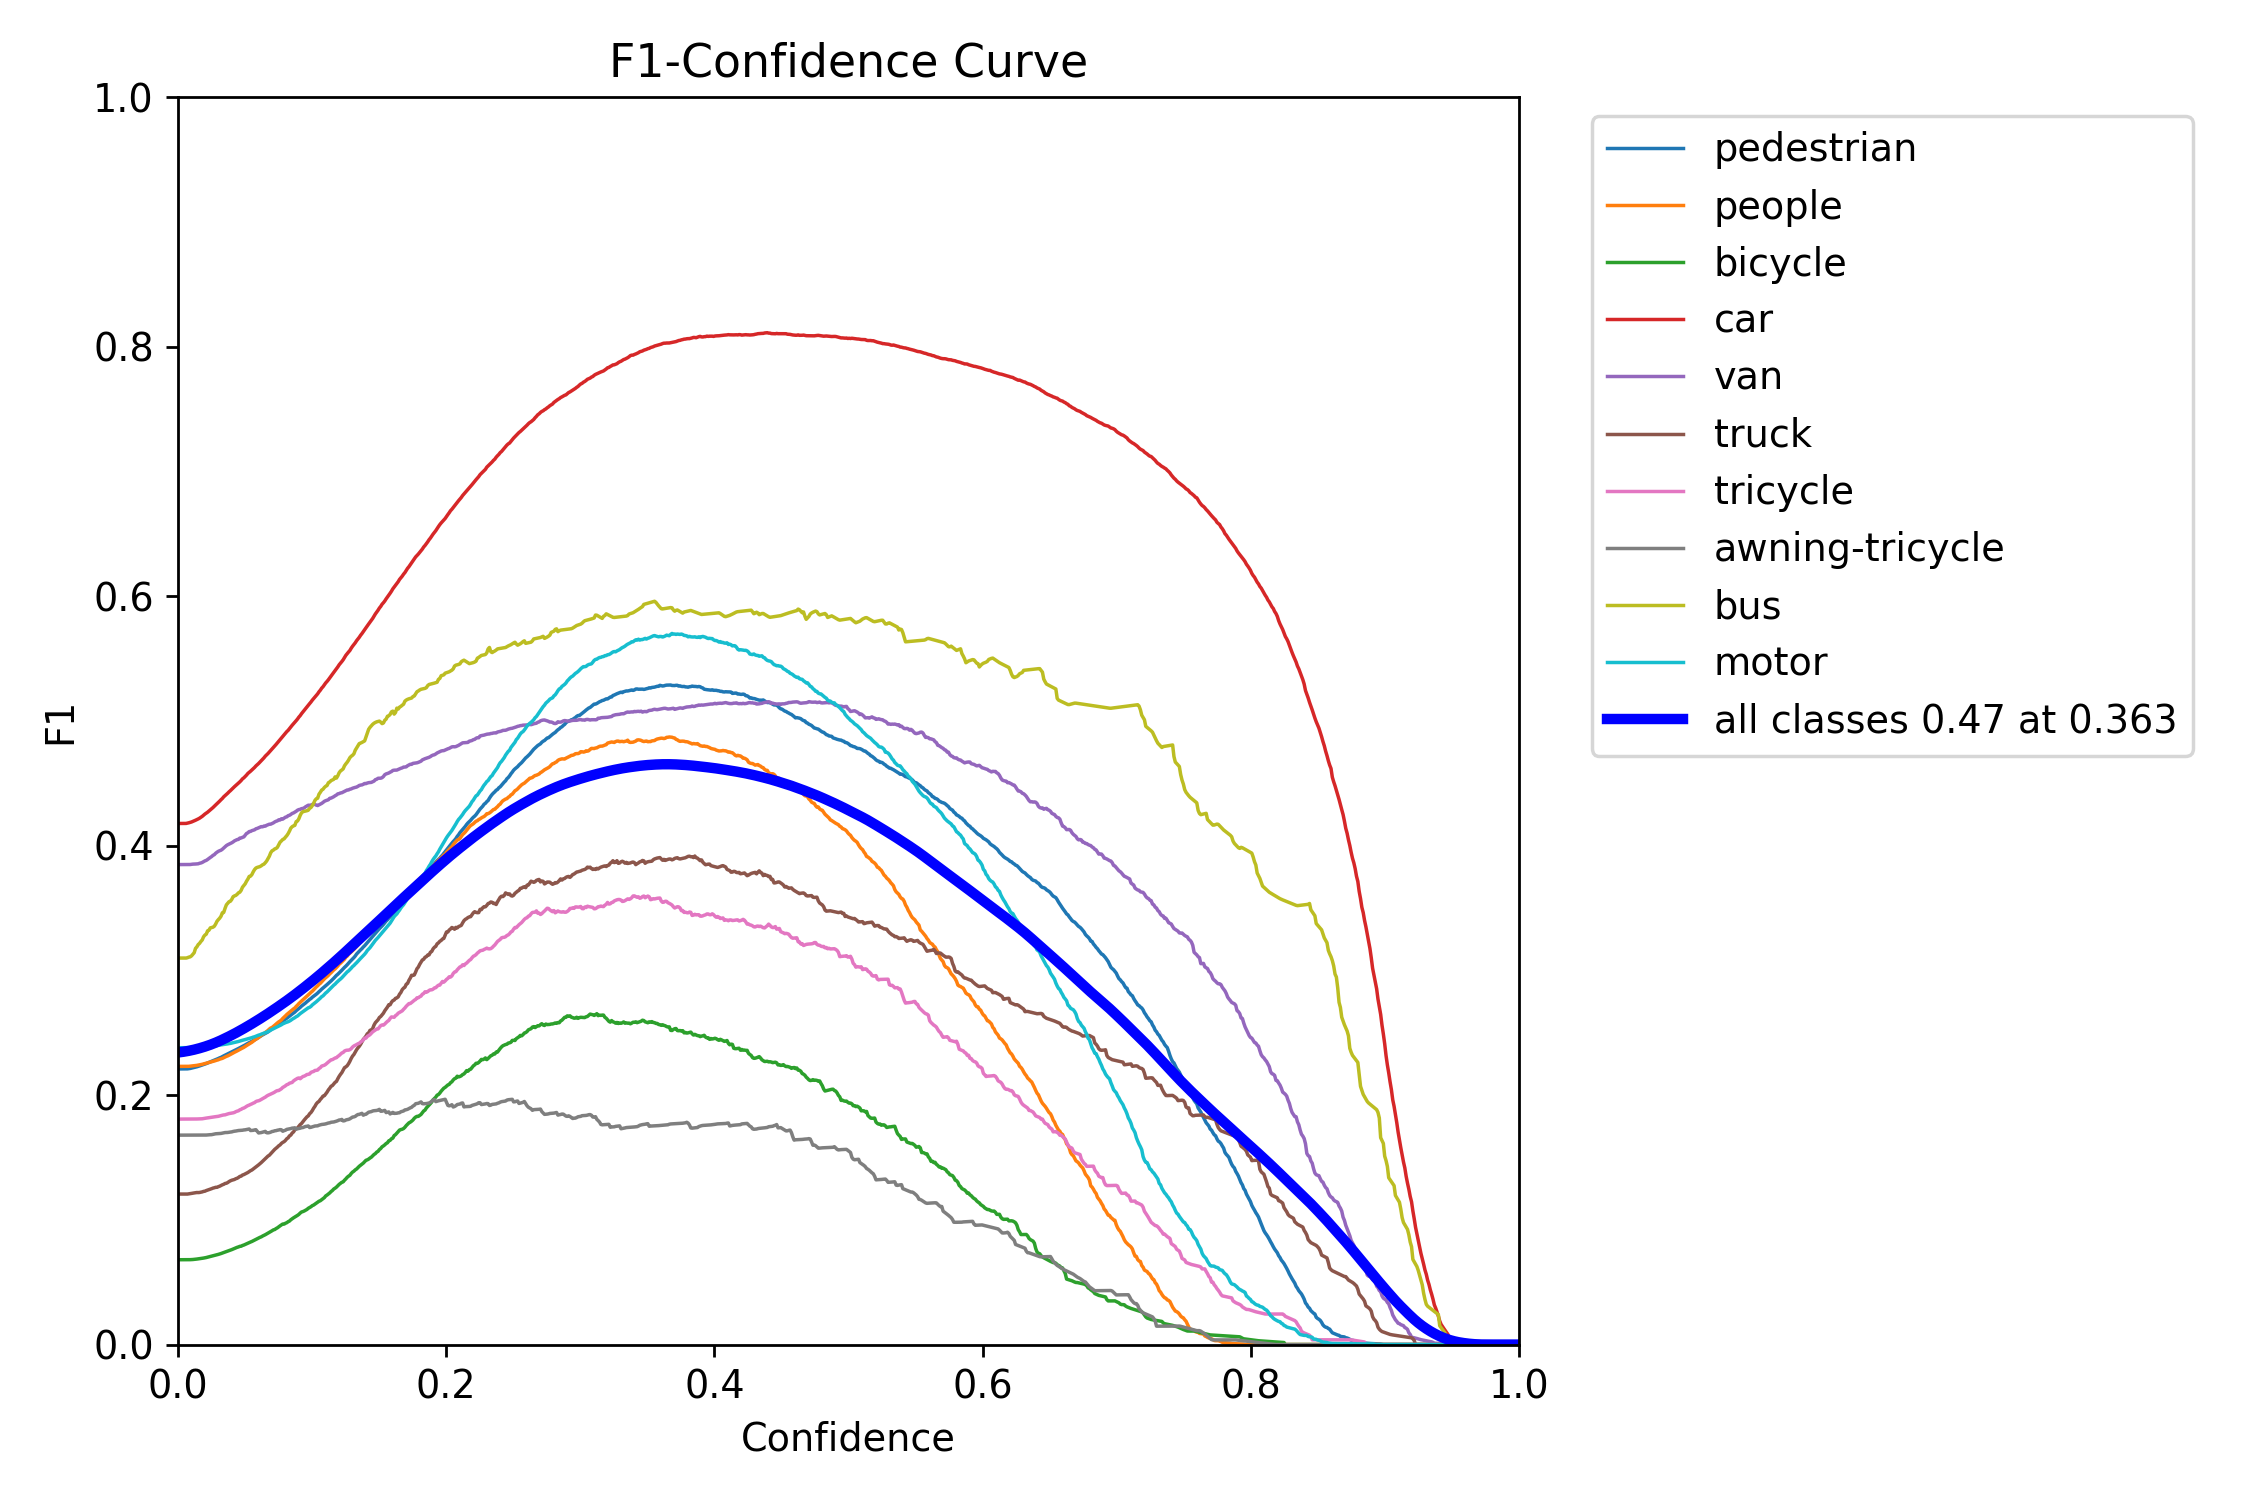 F1-Confidence Curve
1.0
0.8
0.6
0.4
0.2
0.0
F1
0.0 0.2 0.4 0.6 0.8 1.0
Confidence
pedestrian
people
bicycle
car
van
truck
tricycle
awning-tricycle
bus
motor
all classes 0.47 at 0.363